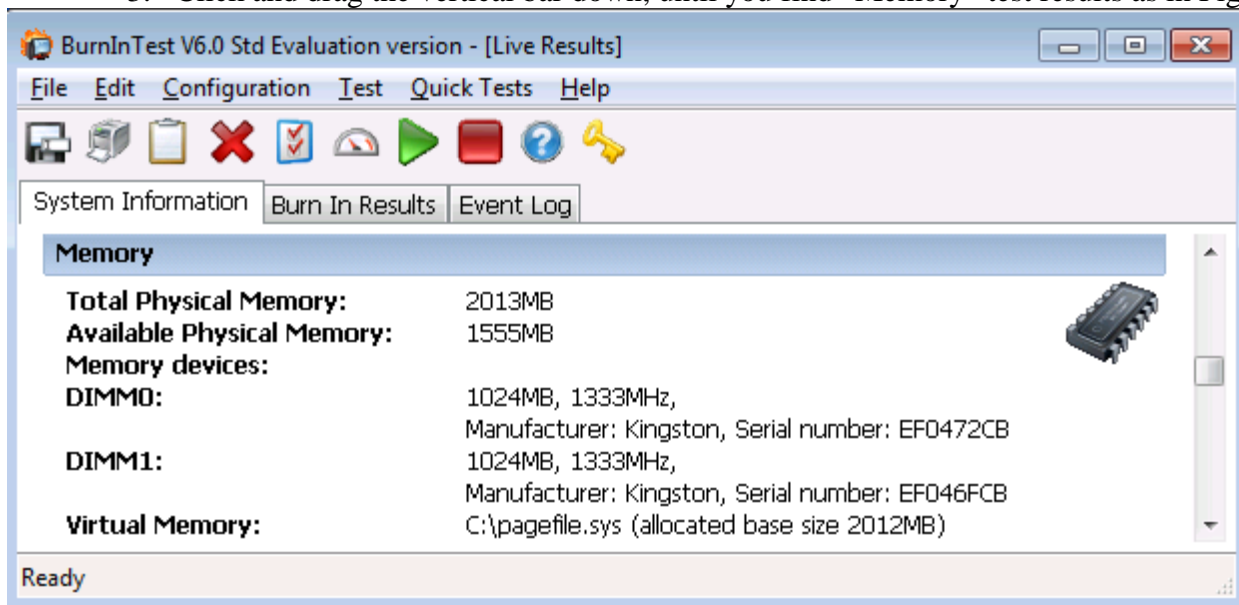 BurnInTest V6.0 Std Evaluation version - [Live Results]
File Edit Configuration Test Quick Tests Help
System Information Burn In Results Event Log
Memory
Total Physical Memory: 2013MB
Available Physical Memory: 1555MB
Memory devices:
DIMM0: 1024MB, 1333MHz,
Manufacturer: Kingston, Serial number: EF0472CB
DIMM1: 1024MB, 1333MHz,
Manufacturer: Kingston, Serial number: EF046FCB
Virtual Memory: C:\pagefile.sys (allocated base size 2012MB)
Ready